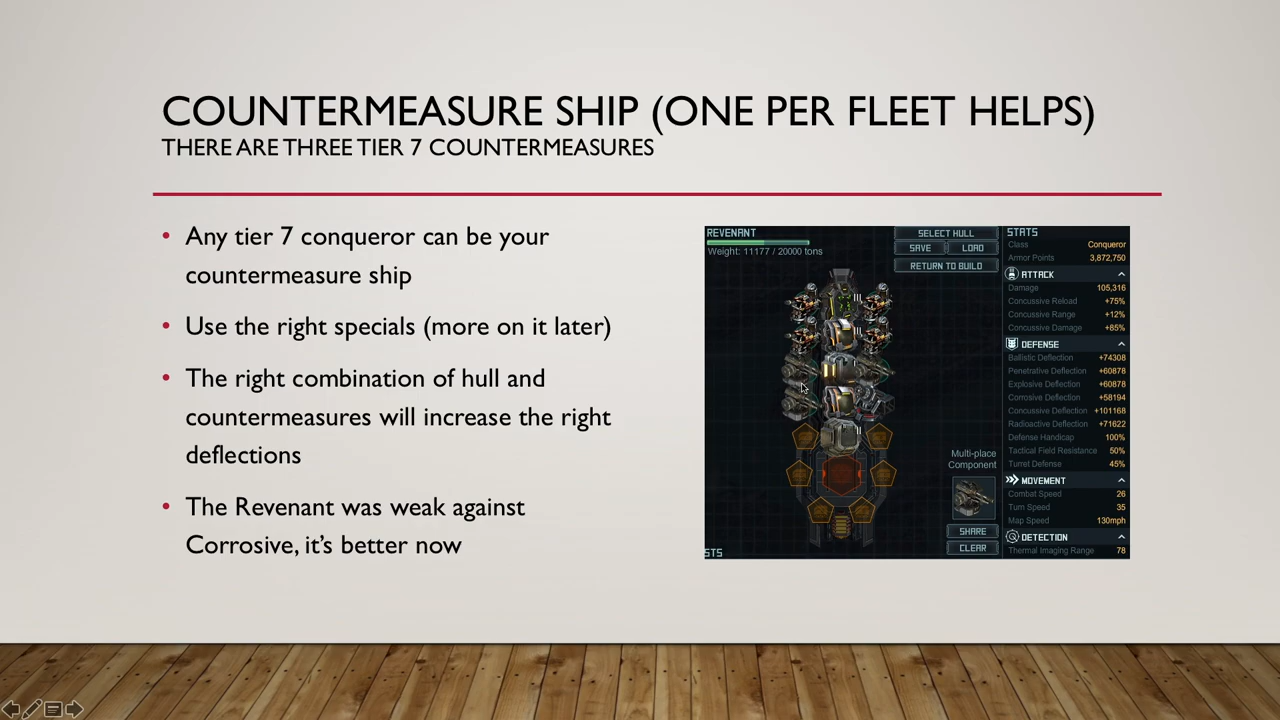 COUNTERMEASURE SHIP (ONE PER FLEET HELPS)
THERE ARE THREE TIER 7 COUNTERMEASURES
• Any tier 7 conqueror can be your
countermeasure ship
• Use the right specials (more on it later)
• The right combination of hull and
countermeasures will increase the right
deflections
• The Revenant was weak against
Corrosive, it's better now
REVENANT
Weight: 11177 / 20000 tons
SELECT HULL
SAVE LOAD
RETURN TO BUILD
Multi-place
Component
SHARE
CLEAR
STS
STATS
Class Conqueror
Armor Points 3,872,750
ATTACK
Damage 105,316
Concussive Reload +75%
Concussive Range +12%
Concussive Damage +85%
DEFENSE
Ballistic Deflection +74308
Penetrative Deflection +60878
Explosive Deflection +60878
Corrosive Deflection +58194
Concussive Deflection +101168
Radioactive Deflection +71622
Defense Handicap 100%
Tactical Field Resistance 50%
Turret Defense 45%
MOVEMENT
Combat Speed 26
Turn Speed 35
Map Speed 130mph
DETECTION
Thermal Imaging Range 78